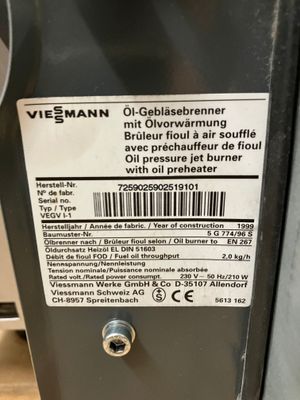 VIESSMANN
Öl-Gebläsebrenner
mit Ölvorwärmung
Brûleur fioul à air soufflé
avec préchauffeur de fioul
Oil pressure jet burner
with oil preheater
Herstell-Nr.
Nº de fabr.
Serial no. 7259025902519101
Typ / Type
VEGV I-1
Herstelljahr / Année de fabric. / Year of construction 1999
Baumuster-Nr. 5 G 774/96 S
Ölbrenner nach / Brûleur fioul selon / Oil burner to EN 267
Öldurchsatz Heizöl EL DIN 51603
Débit de fioul FOD / Fuel oil throughput 2,0 kg/h
Nennspannung/Nennleistung
Tension nominale/Puissance nominale absorbée
Rated volt./Rated power consumpt. 230 V~ 50 Hz/210 W
Viessmann Werke GmbH & Co D-35107 Allendorf
Viessmann Schweiz AG
CH-8957 Spreitenbach 5613 162